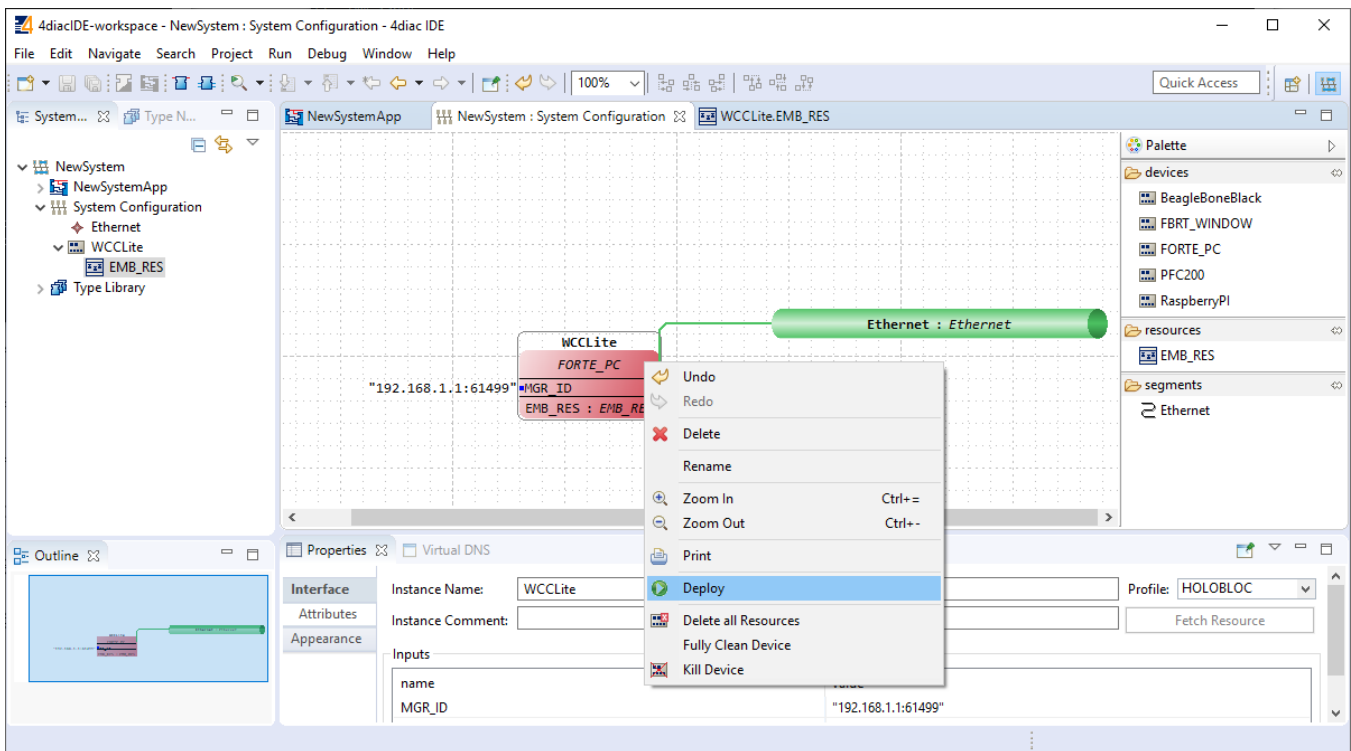 4diacIDE-workspace - NewSystem : System Configuration - 4diac IDE
File Edit Navigate Search Project Run Debug Window Help
100%
Quick Access
System... Type N...
NewSystemApp NewSystem : System Configuration WCCLite.EMB_RES
NewSystem
NewSystemApp
System Configuration
Ethernet
WCCLite
EMB_RES
Type Library
Ethernet : Ethernet
WCCLite
FORTE_PC
"192.168.1.1:61499" MGR_ID
EMB_RES : EMB_RE
Undo
Redo
Delete
Rename
Zoom In Ctrl+=
Zoom Out Ctrl+-
Print
Deploy
Delete all Resources
Fully Clean Device
Kill Device
Palette
devices
BeagleBoneBlack
FBRT_WINDOW
FORTE_PC
PFC200
RaspberryPI
resources
EMB_RES
segments
Ethernet
Outline
Properties Virtual DNS
Interface
Attributes
Appearance
Instance Name: WCCLite
Instance Comment:
Profile: HOLOBLOC
Fetch Resource
Inputs
name
MGR_ID "192.168.1.1:61499"